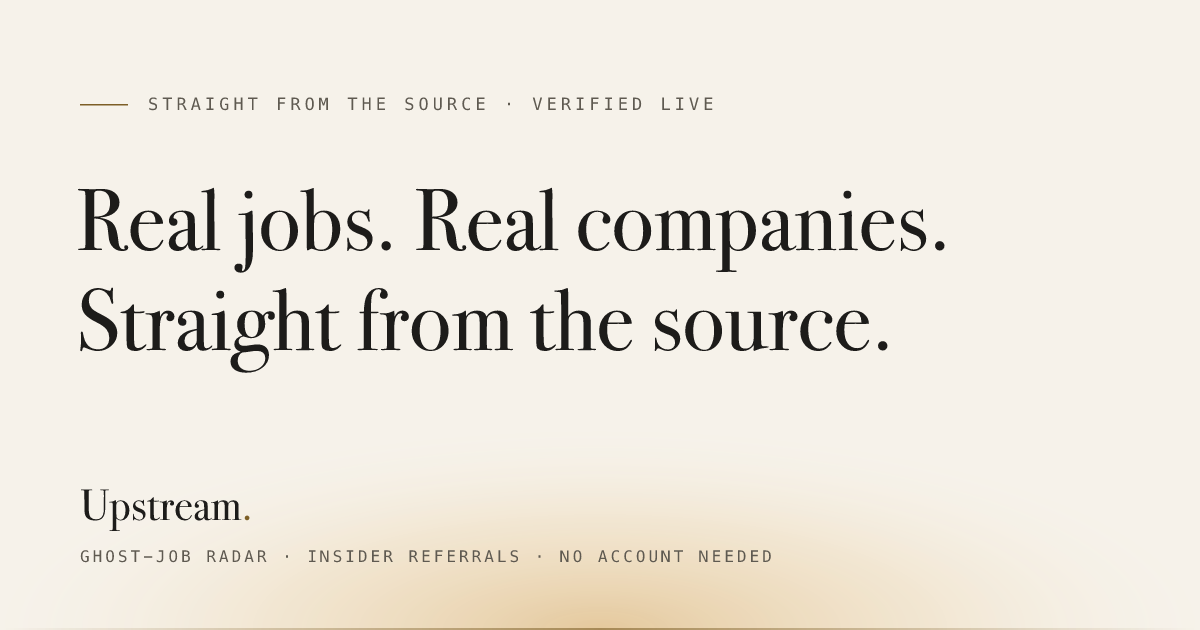 STRAIGHT FROM THE SOURCE · VERIFIED LIVE
Real jobs. Real companies.
Straight from the source.
Upstream.
GHOST–JOB RADAR · INSIDER REFERRALS · NO ACCOUNT NEEDED